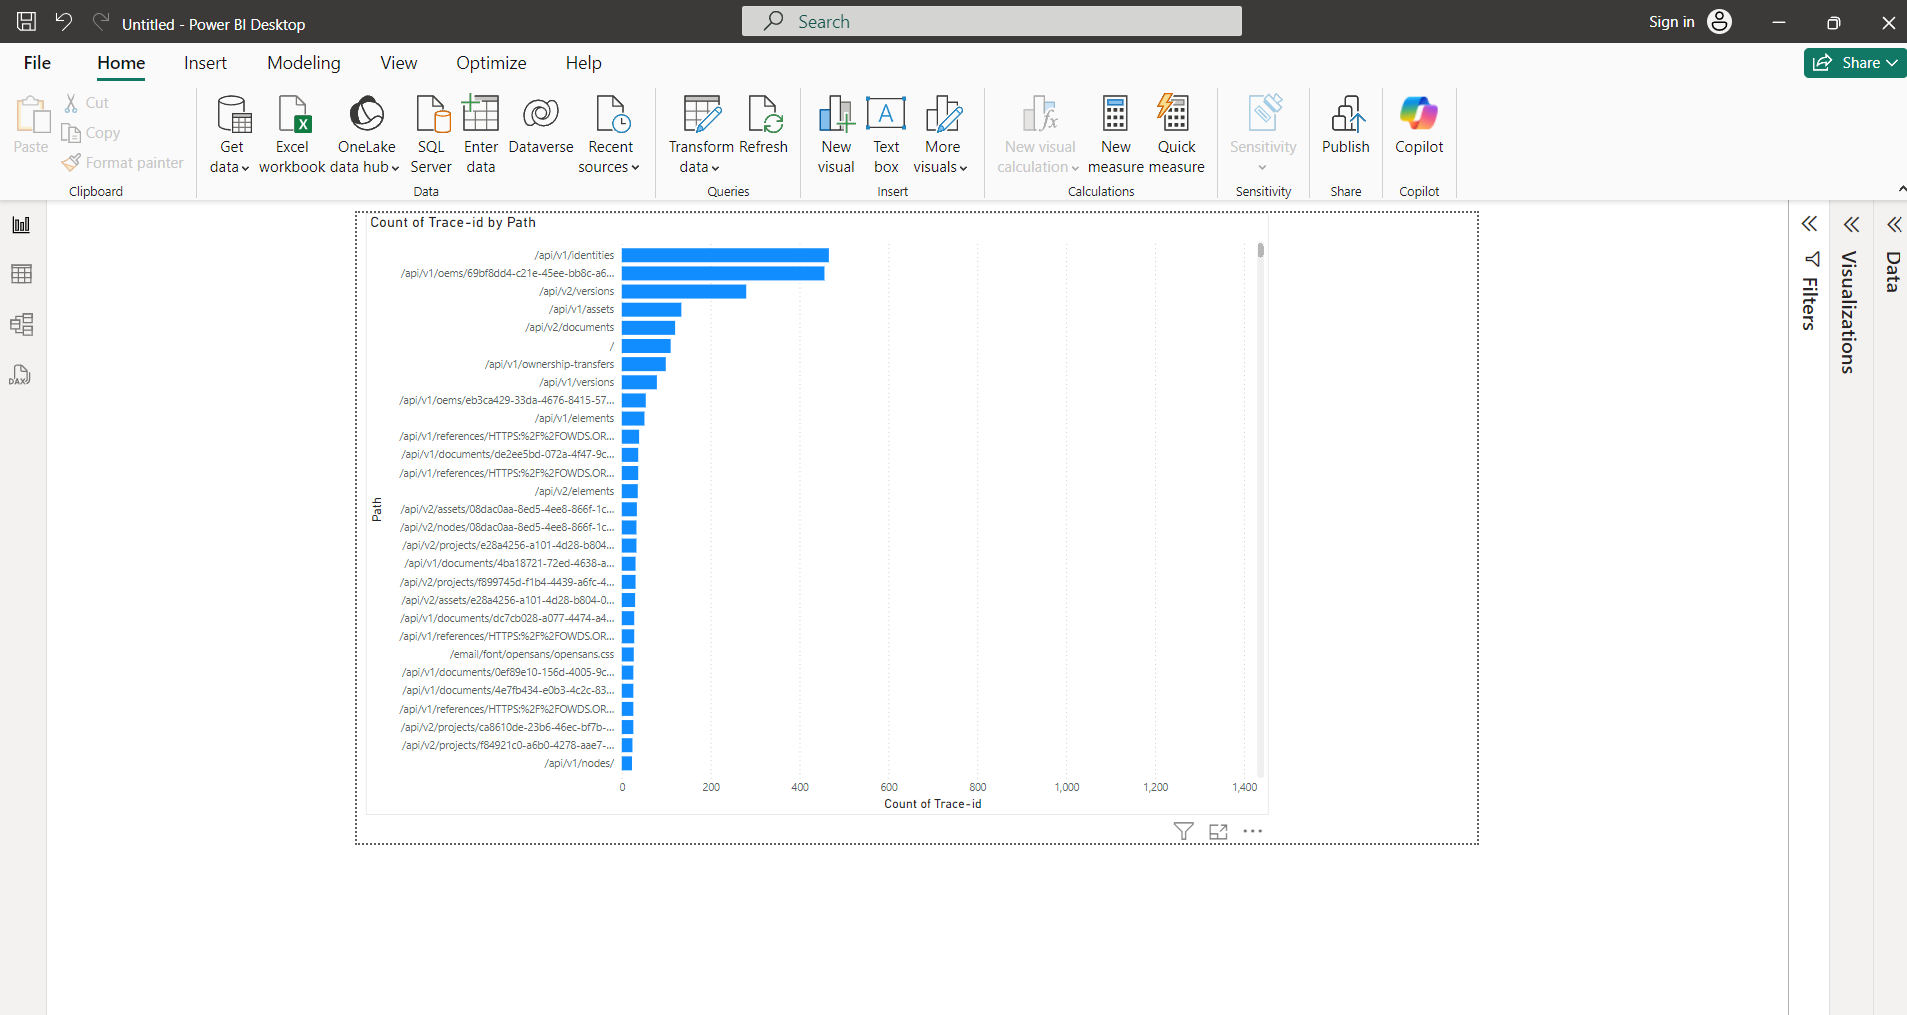 Untitled - Power BI Desktop
Search
Sign in
File Home Insert Modeling View Optimize Help
Share
Paste
Cut
Copy
Format painter
Clipboard
Get data
Excel workbook
OneLake data hub
SQL Server
Enter data
Dataverse
Recent sources
Data
Transform data
Refresh
Queries
New visual
Text box
More visuals
Insert
New visual calculation
New measure
Quick measure
Calculations
Sensitivity
Sensitivity
Publish
Share
Copilot
Copilot
DAX
Count of Trace-id by Path
Path
/api/v1/identities
/api/v1/oems/69bf8dd4-c21e-45ee-bb8c-a6...
/api/v2/versions
/api/v1/assets
/api/v2/documents
/
/api/v1/ownership-transfers
/api/v1/versions
/api/v1/oems/eb3ca429-33da-4676-8415-57...
/api/v1/elements
/api/v1/references/HTTPS:%2F%2FOWDS.OR...
/api/v1/documents/de2ee5bd-072a-4f47-9c...
/api/v1/references/HTTPS:%2F%2FOWDS.OR...
/api/v2/elements
/api/v2/assets/08dac0aa-8ed5-4ee8-866f-1c...
/api/v2/nodes/08dac0aa-8ed5-4ee8-866f-1c...
/api/v2/projects/e28a4256-a101-4d28-b804...
/api/v1/documents/4ba18721-72ed-4638-a...
/api/v2/projects/f899745d-f1b4-4439-a6fc-4...
/api/v2/assets/e28a4256-a101-4d28-b804-0...
/api/v1/documents/dc7cb028-a077-4474-a4...
/api/v1/references/HTTPS:%2F%2FOWDS.OR...
/email/font/opensans/opensans.css
/api/v1/documents/0ef89e10-156d-4005-9c...
/api/v1/documents/4e7fb434-e0b3-4c2c-83...
/api/v1/references/HTTPS:%2F%2FOWDS.OR...
/api/v2/projects/ca8610de-23b6-46ec-bf7b-...
/api/v2/projects/f84921c0-a6b0-4278-aae7-...
/api/v1/nodes/
0 200 400 600 800 1,000 1,200 1,400
Count of Trace-id
Filters
Visualizations
Data